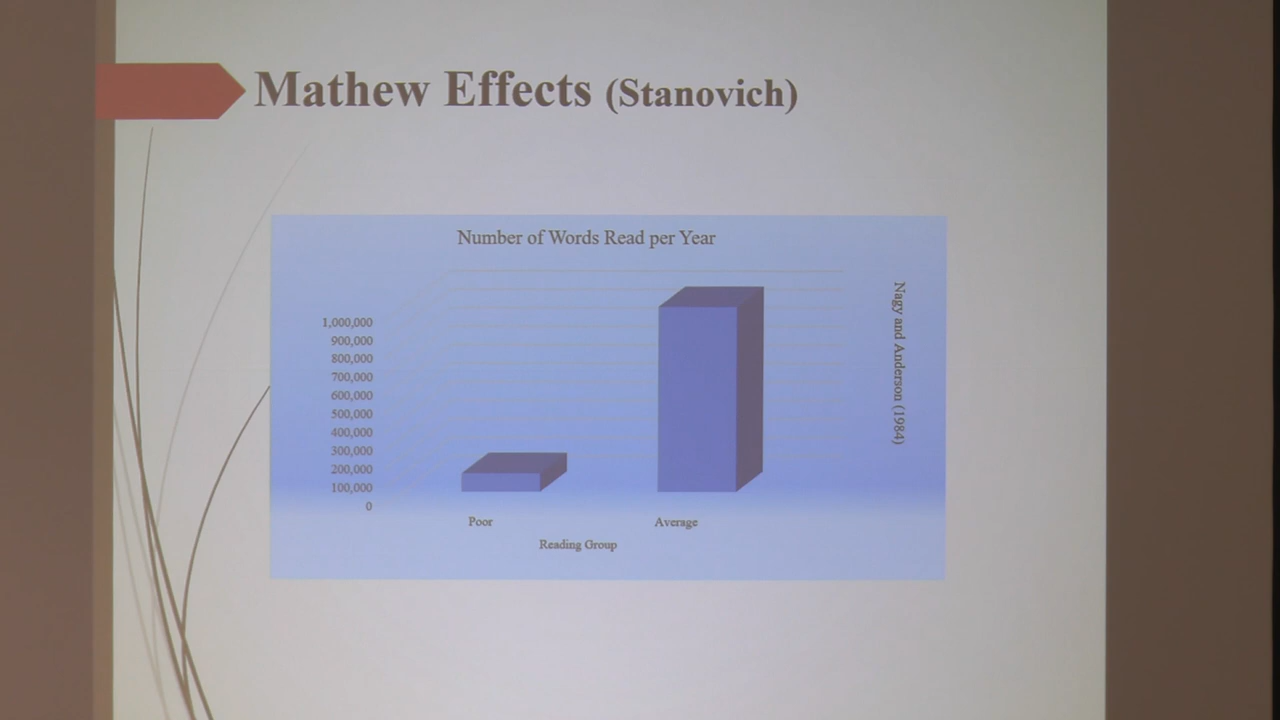 Mathew Effects (Stanovich)
Number of Words Read per Year
1,000,000
900,000
800,000
700,000
600,000
500,000
400,000
300,000
200,000
100,000
0
Poor
Average
Reading Group
Nagy and Anderson (1984)